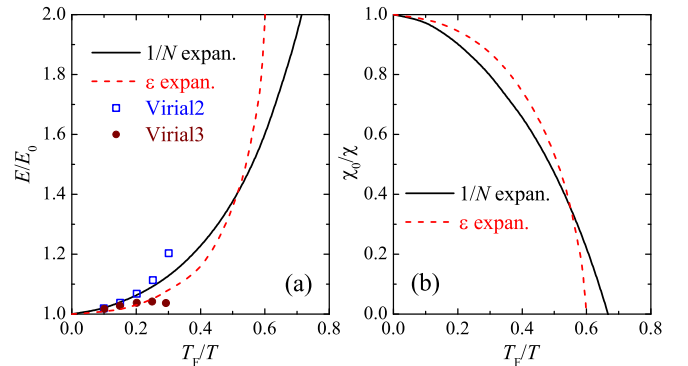 2.0
1.8
1.6
1.4
1.2
1.0
E/E₀
1/N expan.
ε expan.
Virial2
Virial3
(a)
0.0 0.2 0.4 0.6 0.8
T_F/T
1.0
0.8
0.6
0.4
0.2
0.0
χ₀/χ
1/N expan.
ε expan.
(b)
0.0 0.2 0.4 0.6 0.8
T_F/T